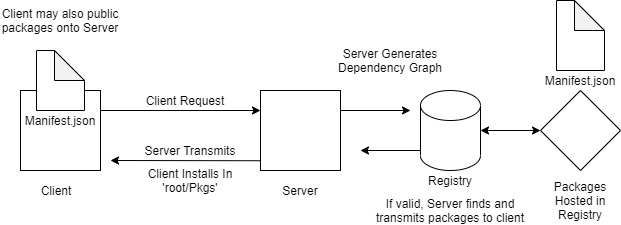 Client may also public
packages onto Server
Manifest.json
Client
Client Request
Server Transmits
Client Installs In
'root/Pkgs'
Server
Server Generates
Dependency Graph
Registry
If valid, Server finds and
transmits packages to client
Manifest.json
Packages
Hosted in
Registry